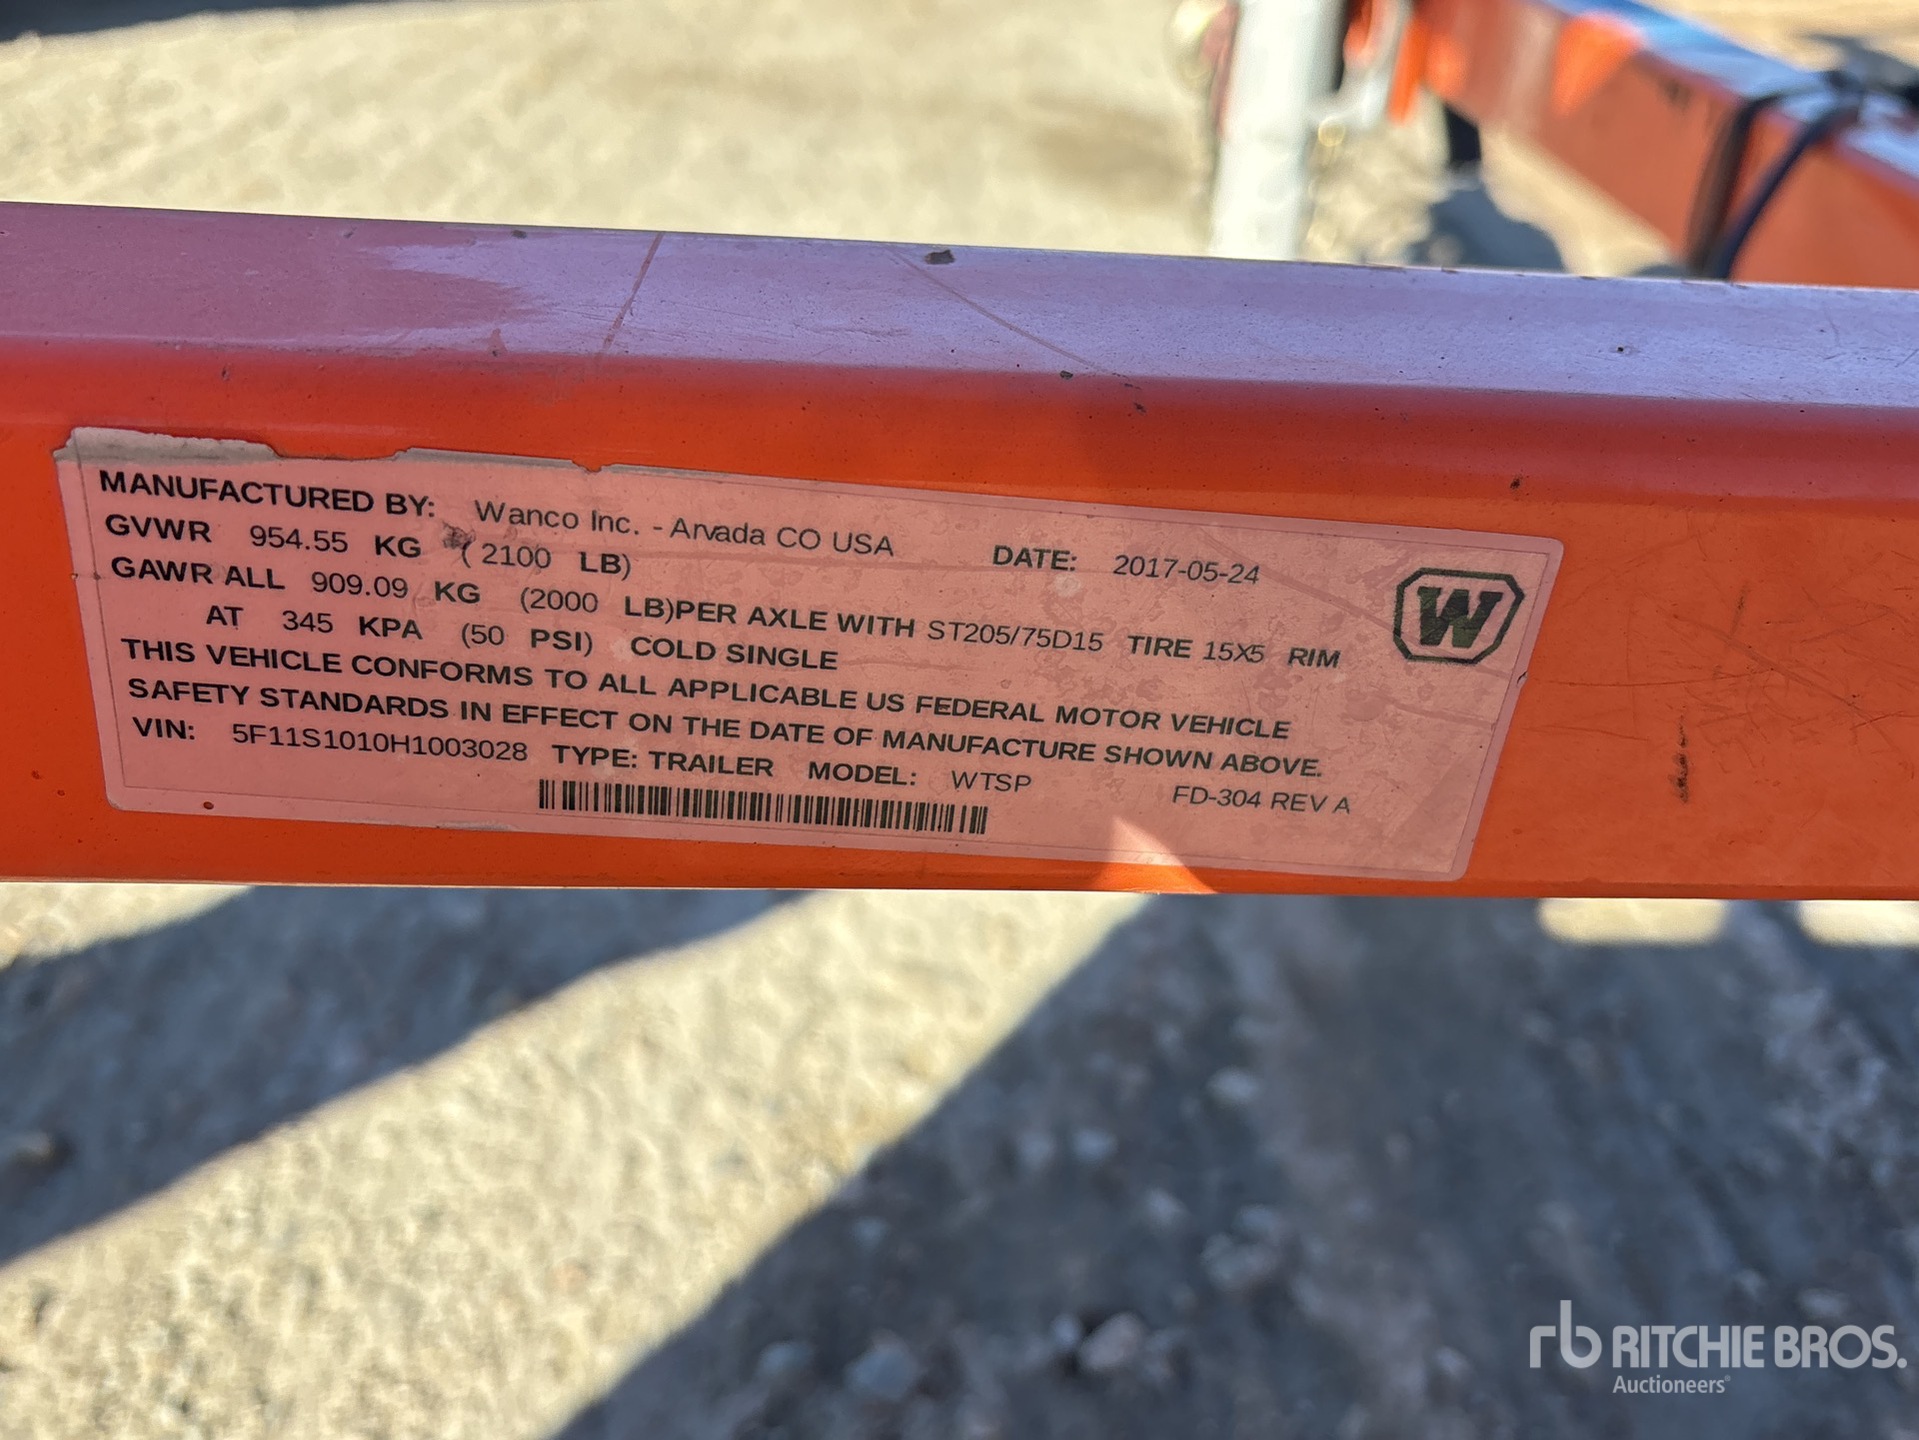 MANUFACTURED BY: Wanco Inc. - Arvada CO USA DATE: 2017-05-24
GVWR 954.55 KG (2100 LB)
GAWR ALL 909.09 KG (2000 LB)PER AXLE WITH ST205/75D15 TIRE 15X5 RIM
AT 345 KPA (50 PSI) COLD SINGLE
THIS VEHICLE CONFORMS TO ALL APPLICABLE US FEDERAL MOTOR VEHICLE
SAFETY STANDARDS IN EFFECT ON THE DATE OF MANUFACTURE SHOWN ABOVE.
VIN: 5F11S1010H1003028 TYPE: TRAILER MODEL: WTSP FD-304 REV A
W
rb RITCHIE BROS.
Auctioneers®